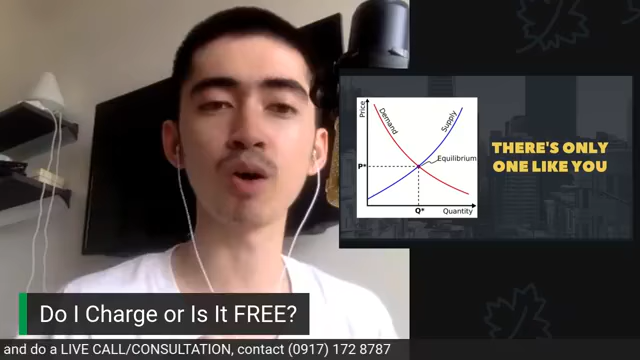 Price
Demand
Supply
Equilibrium
P*
Q*
Quantity
THERE'S ONLY
ONE LIKE YOU
Do I Charge or Is It FREE?
and do a LIVE CALL/CONSULTATION, contact (0917) 172 8787